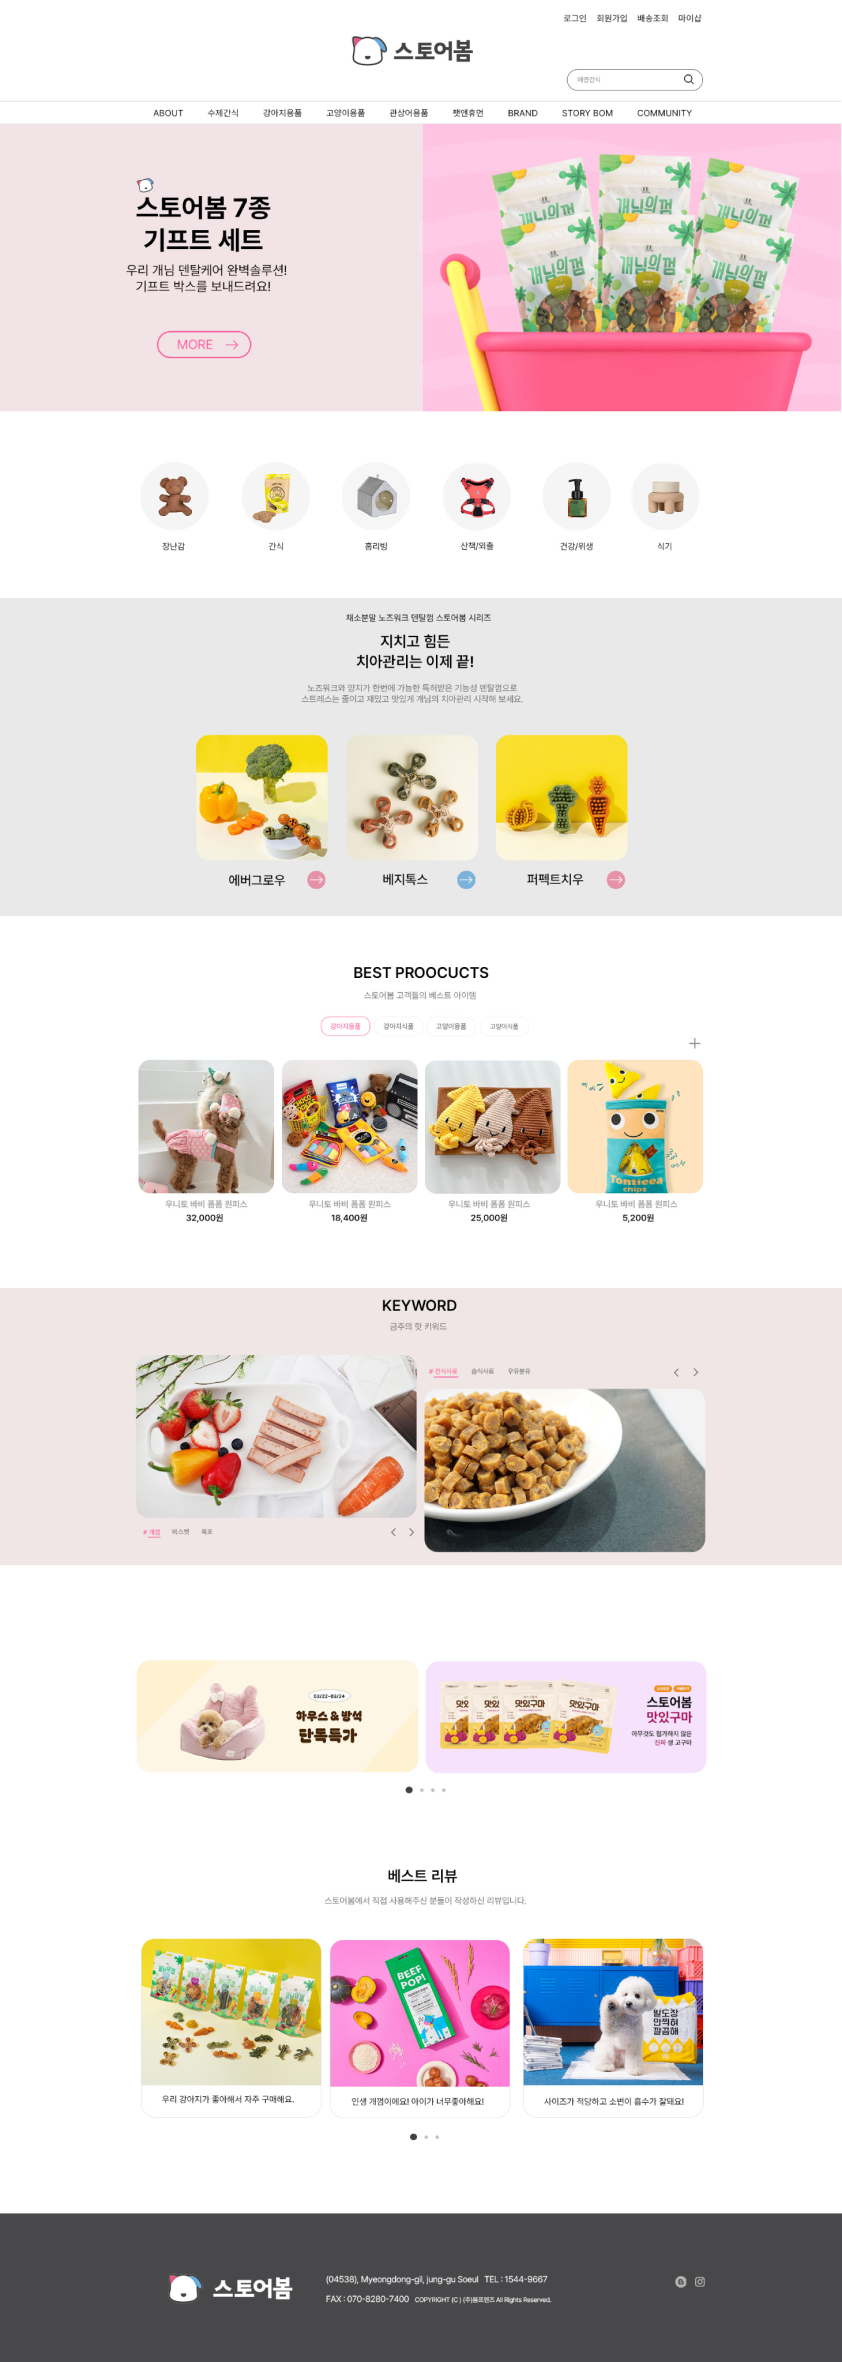 로그인 회원가입 배송조회 마이샵
스토어봄
애견간식
ABOUT 수제간식 강아지용품 고양이용품 관상어용품 팻앤휴먼 BRAND STORY BOM COMMUNITY
스토어봄 7종
기프트 세트
우리 개님 덴탈케어 완벽솔루션!
기프트 박스를 보내드려요!
MORE
개님의껌 개님의껌 개님의껌
개님의껌 개님의껌 개님의껌
장난감 간식 홈리빙 산책/외출 건강/위생 식기
채소분말 노즈워크 덴탈껌 스토어봄 시리즈
지치고 힘든
치아관리는 이제 끝!
노즈워크와 양치가 한번에 가능한 특허받은 기능성 덴탈껌으로
스트레스는 줄이고 재밌고 맛있게 개님의 치아관리 시작해 보세요.
에버그로우 베지톡스 퍼펙트치우
BEST PROOCUCTS
스토어봄 고객들의 베스트 아이템
강아지용품 강아지식품 고양이용품 고양이식품
Tontieea
chips
우니토 바비 폼폼 원피스 우니토 바비 폼폼 원피스 우니토 바비 폼폼 원피스 우니토 바비 폼폼 원피스
32,000원 18,400원 25,000원 5,200원
KEYWORD
금주의 핫 키워드
# 건식사료 습식사료 우유분유
# 개껌 비스켓 육포
03/22~03/24
하우스 & 방석
단독특가
맛있구마 맛있구마
스토어봄
맛있구마
아무것도 첨가하지 않은
진짜 생 고구마
베스트 리뷰
스토어봄에서 직접 사용해주신 분들이 작성하신 리뷰입니다.
BEEF
POP!
발도장
안찍혀
깔끔해
우리 강아지가 좋아해서 자주 구매해요.
인생 개껌이에요! 아이가 너무좋아해요!
사이즈가 적당하고 소변이 흡수가 잘돼요!
스토어봄
(04538), Myeongdong-gil, jung-gu Soeul TEL : 1544-9667
FAX : 070-8280-7400 COPYRIGHT (C ) (주)봄프렌즈 All Rights Reserved.